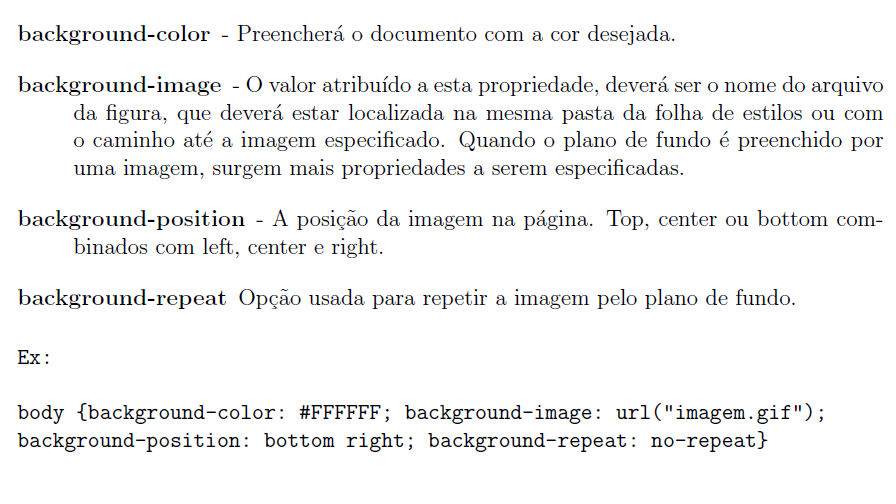 background-color - Preencherá o documento com a cor desejada.
background-image - O valor atribuído a esta propriedade, deverá ser o nome do arquivo
da figura, que deverá estar localizada na mesma pasta da folha de estilos ou com
o caminho até a imagem especificado. Quando o plano de fundo é preenchido por
uma imagem, surgem mais propriedades a serem especificadas.
background-position - A posição da imagem na página. Top, center ou bottom com-
binados com left, center e right.
background-repeat Opção usada para repetir a imagem pelo plano de fundo.
Ex:
body {background-color: #FFFFFF; background-image: url("imagem.gif");
background-position: bottom right; background-repeat: no-repeat}